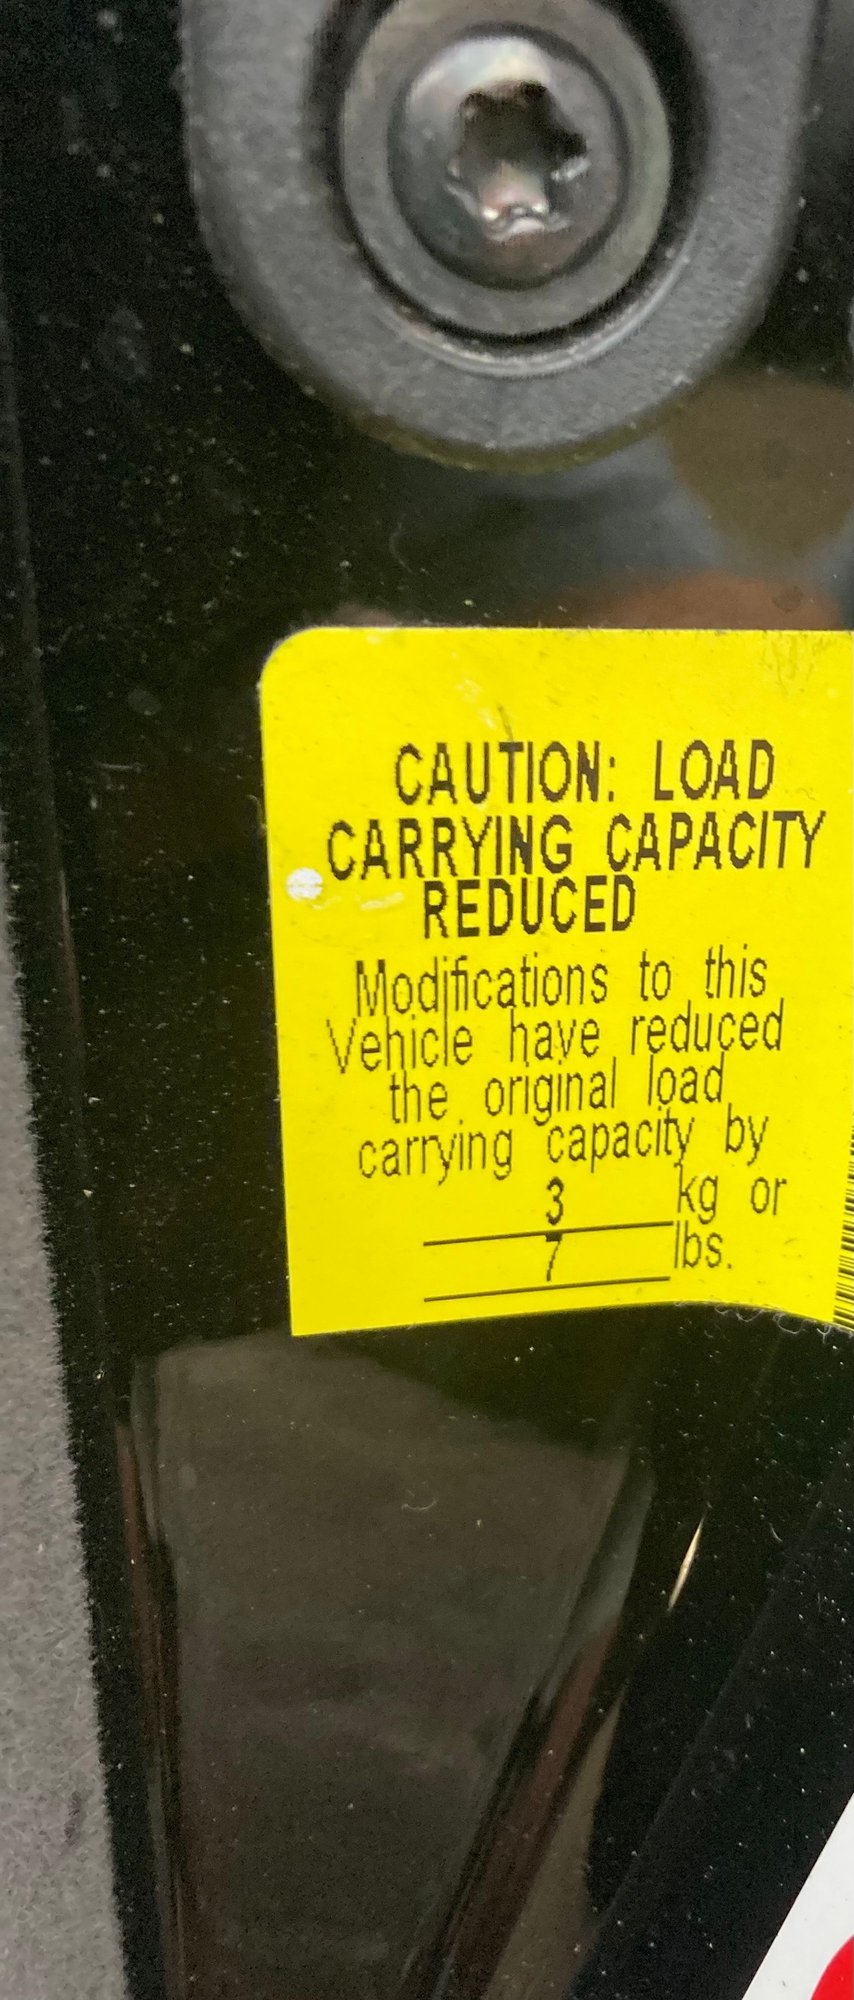 CAUTION: LOAD
CARRYING CAPACITY
REDUCED
Modifications to this
Vehicle have reduced
the original load
carrying capacity by
3 kg or
7 lbs.